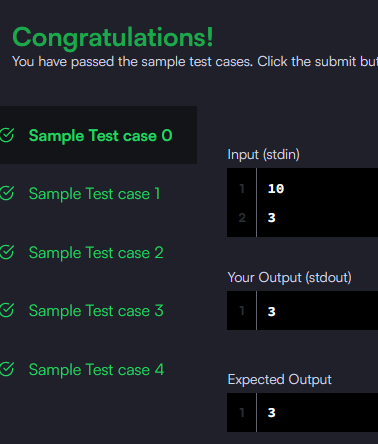 Congratulations!
You have passed the sample test cases. Click the submit but
Sample Test case 0
Sample Test case 1
Sample Test case 2
Sample Test case 3
Sample Test case 4
Input (stdin)
1 10
2 3
Your Output (stdout)
1 3
Expected Output
1 3